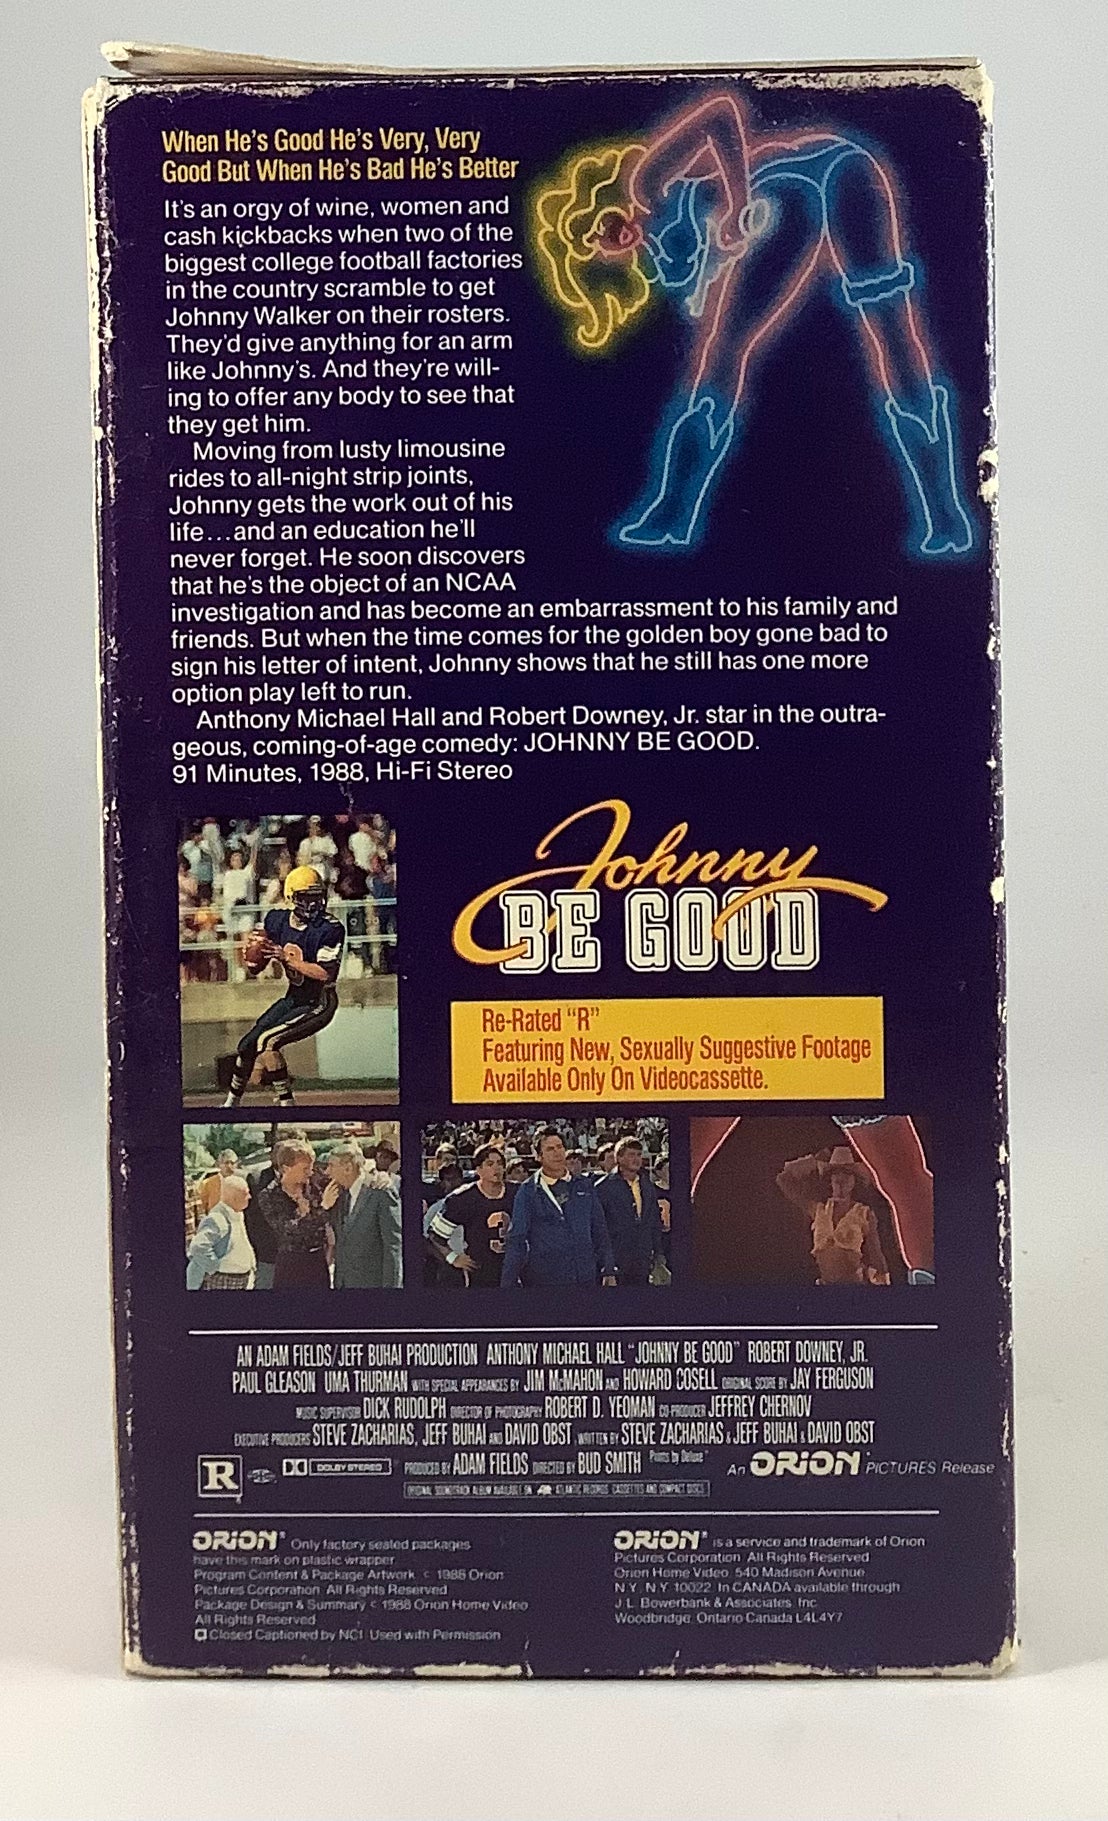 When He's Good He's Very, Very
Good But When He's Bad He's Better
It's an orgy of wine, women and
cash kickbacks when two of the
biggest college football factories
in the country scramble to get
Johnny Walker on their rosters.
They'd give anything for an arm
like Johnny's. And they're will-
ing to offer any body to see that
they get him.
Moving from lusty limousine
rides to all-night strip joints,
Johnny gets the work out of his
life...and an education he'll
never forget. He soon discovers
that he's the object of an NCAA
investigation and has become an embarrassment to his family and
friends. But when the time comes for the golden boy gone bad to
sign his letter of intent, Johnny shows that he still has one more
option play left to run.
Anthony Michael Hall and Robert Downey, Jr. star in the outra-
geous, coming-of-age comedy: JOHNNY BE GOOD.
91 Minutes, 1988, Hi-Fi Stereo
Johnny
BE GOOD
Re-Rated "R"
Featuring New, Sexually Suggestive Footage
Available Only On Videocassette.
3
AN ADAM FIELDS/JEFF BUHAI PRODUCTION ANTHONY MICHAEL HALL "JOHNNY BE GOOD" ROBERT DOWNEY, JR.
PAUL GLEASON UMA THURMAN WITH SPECIAL APPEARANCES BY JIM McMAHON AND HOWARD COSELL ORIGINAL SCORE BY JAY FERGUSON
MUSIC SUPERVISOR DICK RUDOLPH DIRECTOR OF PHOTOGRAPHY ROBERT D. YEOMAN CO-PRODUCER JEFFREY CHERNOV
EXECUTIVE PRODUCERS STEVE ZACHARIAS, JEFF BUHAI AND DAVID OBST WRITTEN BY STEVE ZACHARIAS & JEFF BUHAI & DAVID OBST
R DOLBY STEREO PRODUCED BY ADAM FIELDS DIRECTED BY BUD SMITH Prints by Deluxe An ORION PICTURES Release
ORIGINAL SOUNDTRACK ALBUM AVAILABLE ON ATLANTIC RECORDS, CASSETTES AND COMPACT DISCS
ORION Only factory sealed packages
have this mark on plastic wrapper
Program Content & Package Artwork © 1988 Orion
Pictures Corporation All Rights Reserved
Package Design & Summary © 1988 Orion Home Video
All Rights Reserved
Closed Captioned by NCI Used with Permission
ORION is a service and trademark of Orion
Pictures Corporation All Rights Reserved
Orion Home Video 540 Madison Avenue
N.Y. N.Y. 10022 In CANADA available through
J.L. Bowerbank & Associates Inc.
Woodbridge, Ontario Canada L4L4Y7